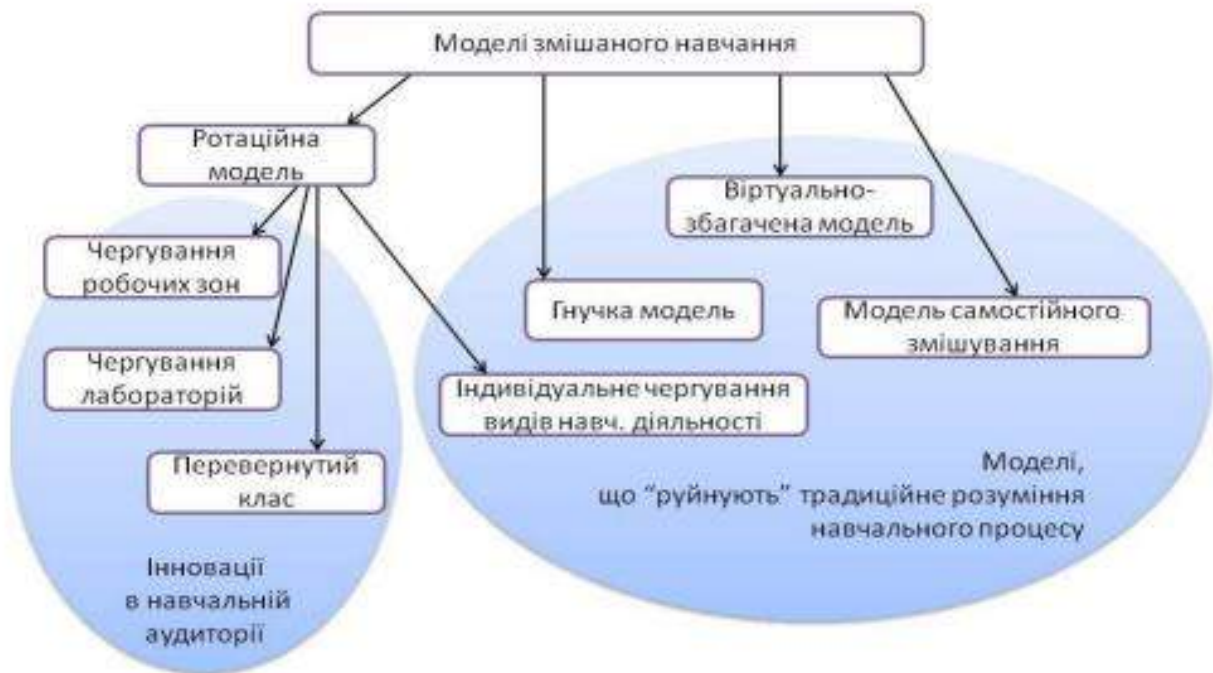 Моделі змішаного навчання
Ротаційна
модель
Віртуально-
збагачена модель
Чергування
робочих зон
Гнучка модель
Модель самостійного
змішування
Чергування
лабораторій
Індивідуальне чергування
видів навч. діяльності
Перевернутий
клас
Моделі,
що “руйнують” традиційне розуміння
навчального процесу
Інновації
в навчальній
аудиторії